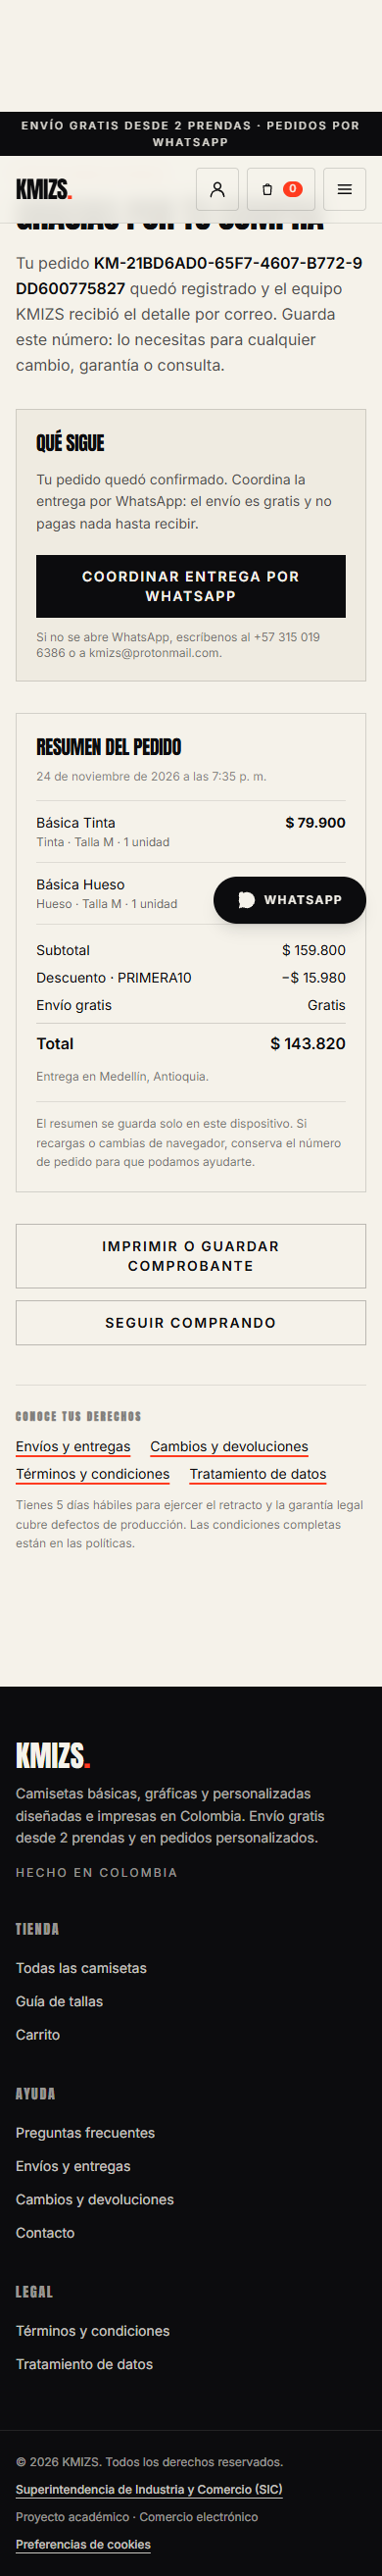 ENVÍO GRATIS DESDE 2 PRENDAS · PEDIDOS POR
WHATSAPP
KMIZS.
0
GRACIAS POR TU COMPRA
Tu pedido KM-21BD6AD0-65F7-4607-B772-9
DD600775827 quedó registrado y el equipo
KMIZS recibió el detalle por correo. Guarda
este número: lo necesitas para cualquier
cambio, garantía o consulta.
QUÉ SIGUE
Tu pedido quedó confirmado. Coordina la
entrega por WhatsApp: el envío es gratis y no
pagas nada hasta recibir.
COORDINAR ENTREGA POR
WHATSAPP
Si no se abre WhatsApp, escríbenos al +57 315 019
6386 o a kmizs@protonmail.com.
RESUMEN DEL PEDIDO
24 de noviembre de 2026 a las 7:35 p. m.
Básica Tinta $ 79.900
Tinta · Talla M · 1 unidad
Básica Hueso
Hueso · Talla M · 1 unidad
WHATSAPP
Subtotal $ 159.800
Descuento · PRIMERA10 −$ 15.980
Envío gratis Gratis
Total $ 143.820
Entrega en Medellín, Antioquia.
El resumen se guarda solo en este dispositivo. Si
recargas o cambias de navegador, conserva el número
de pedido para que podamos ayudarte.
IMPRIMIR O GUARDAR
COMPROBANTE
SEGUIR COMPRANDO
CONOCE TUS DERECHOS
Envíos y entregas Cambios y devoluciones
Términos y condiciones Tratamiento de datos
Tienes 5 días hábiles para ejercer el retracto y la garantía legal
cubre defectos de producción. Las condiciones completas
están en las políticas.
KMIZS.
Camisetas básicas, gráficas y personalizadas
diseñadas e impresas en Colombia. Envío gratis
desde 2 prendas y en pedidos personalizados.
HECHO EN COLOMBIA
TIENDA
Todas las camisetas
Guía de tallas
Carrito
AYUDA
Preguntas frecuentes
Envíos y entregas
Cambios y devoluciones
Contacto
LEGAL
Términos y condiciones
Tratamiento de datos
© 2026 KMIZS. Todos los derechos reservados.
Superintendencia de Industria y Comercio (SIC)
Proyecto académico · Comercio electrónico
Preferencias de cookies